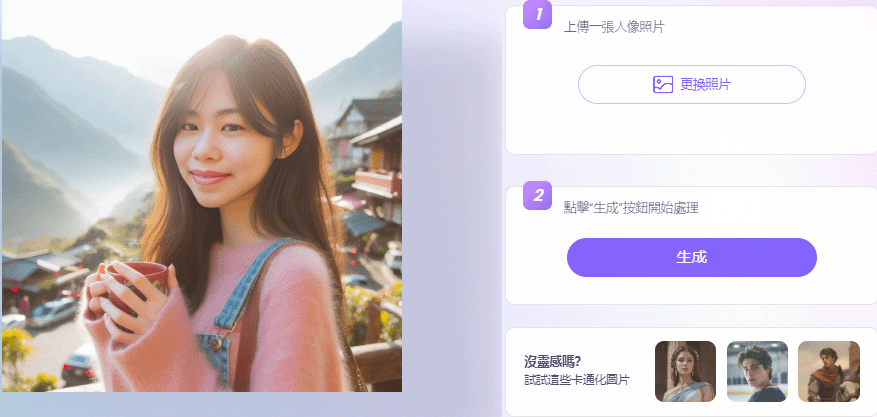 1
上傳一張人像照片
更換照片
2
點擊“生成”按鈕開始處理
生成
沒靈感嗎?
試試這些卡通化圖片